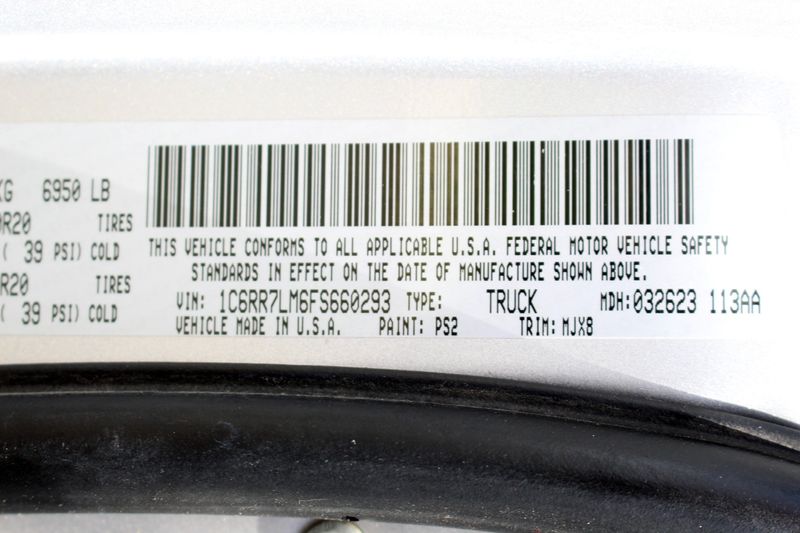 KG 6950 LB
0R20 TIRES
( 39 PSI) COLD
R20 TIRES
( 39 PSI) COLD
THIS VEHICLE CONFORMS TO ALL APPLICABLE U.S.A. FEDERAL MOTOR VEHICLE SAFETY
STANDARDS IN EFFECT ON THE DATE OF MANUFACTURE SHOWN ABOVE.
VIN: 1C6RR7LM6FS660293 TYPE: TRUCK MDH:032623 113AA
VEHICLE MADE IN U.S.A. PAINT: PS2 TRIM: MJX8